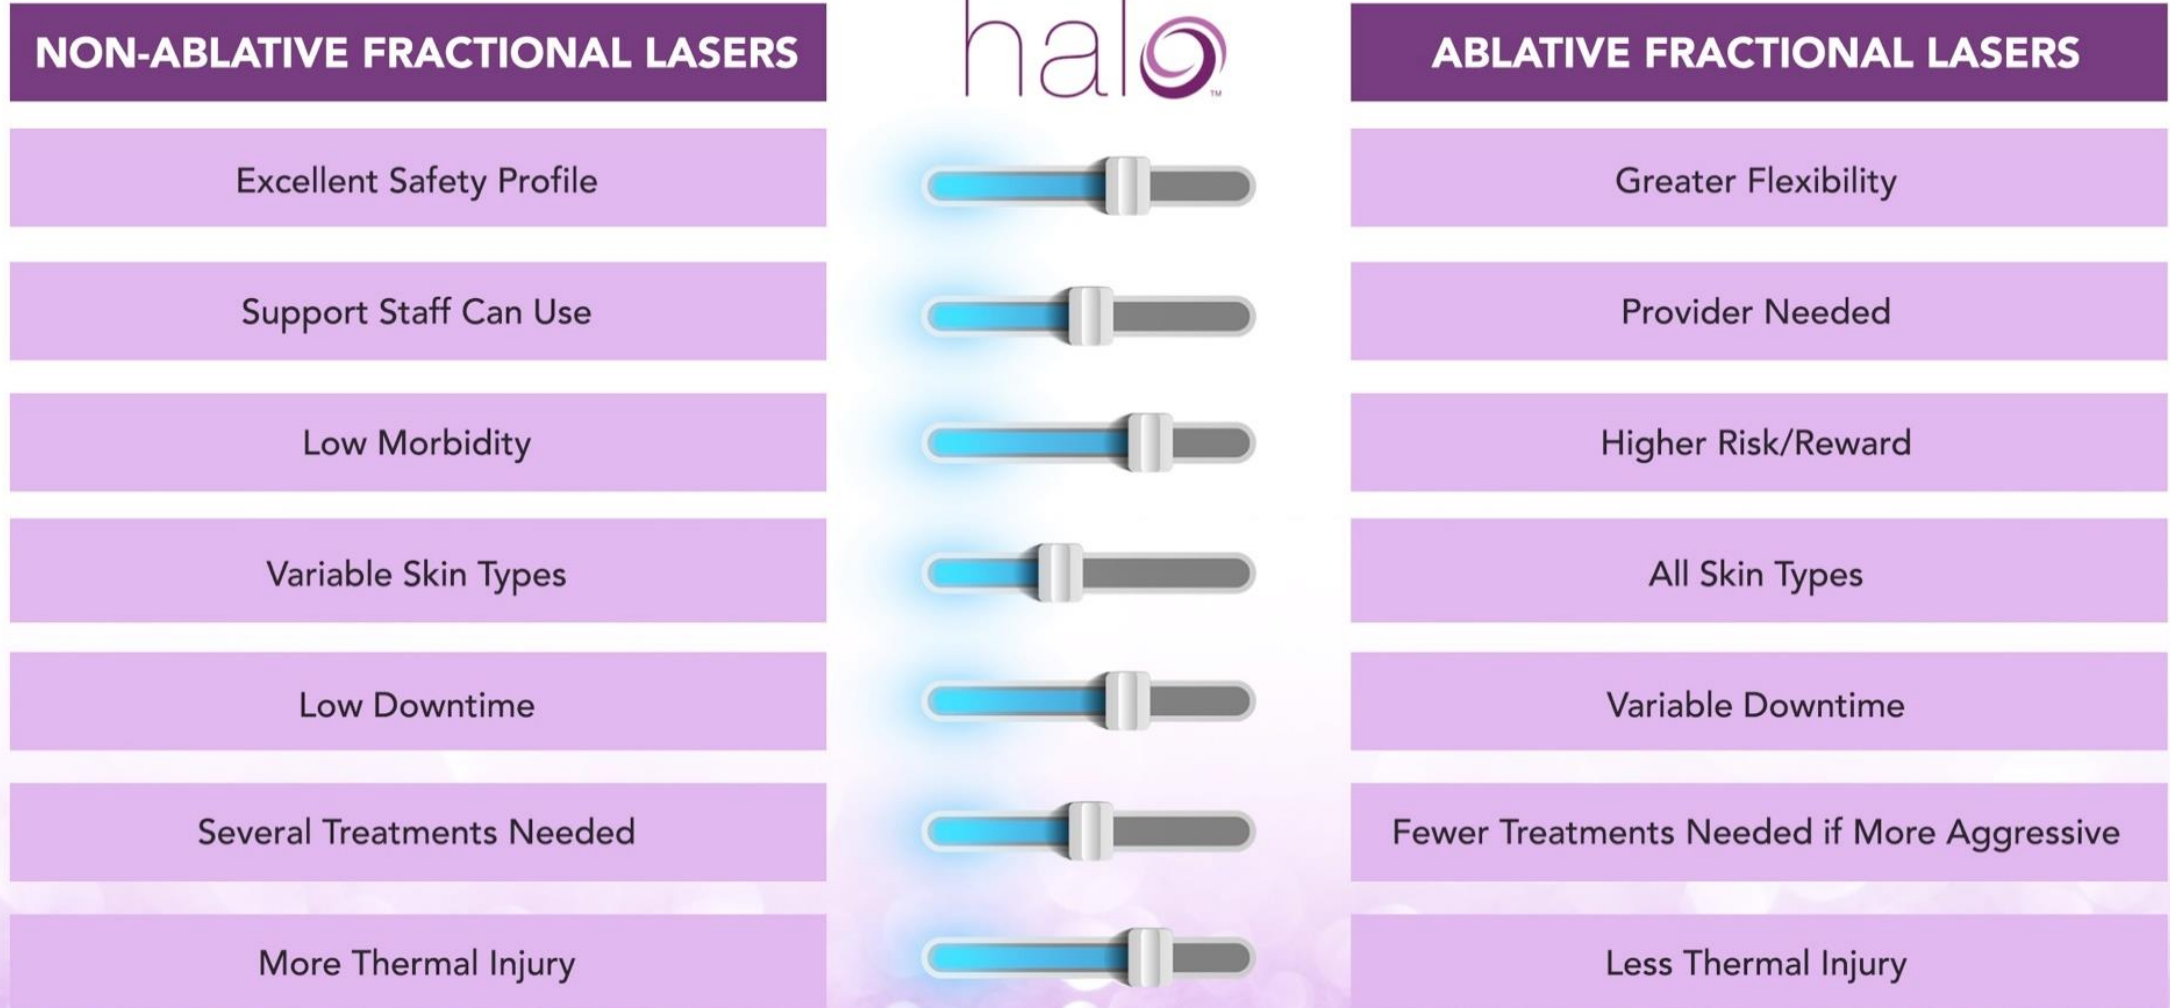 NON-ABLATIVE FRACTIONAL LASERS
halo™
ABLATIVE FRACTIONAL LASERS
Excellent Safety Profile
Greater Flexibility
Support Staff Can Use
Provider Needed
Low Morbidity
Higher Risk/Reward
Variable Skin Types
All Skin Types
Low Downtime
Variable Downtime
Several Treatments Needed
Fewer Treatments Needed if More Aggressive
More Thermal Injury
Less Thermal Injury